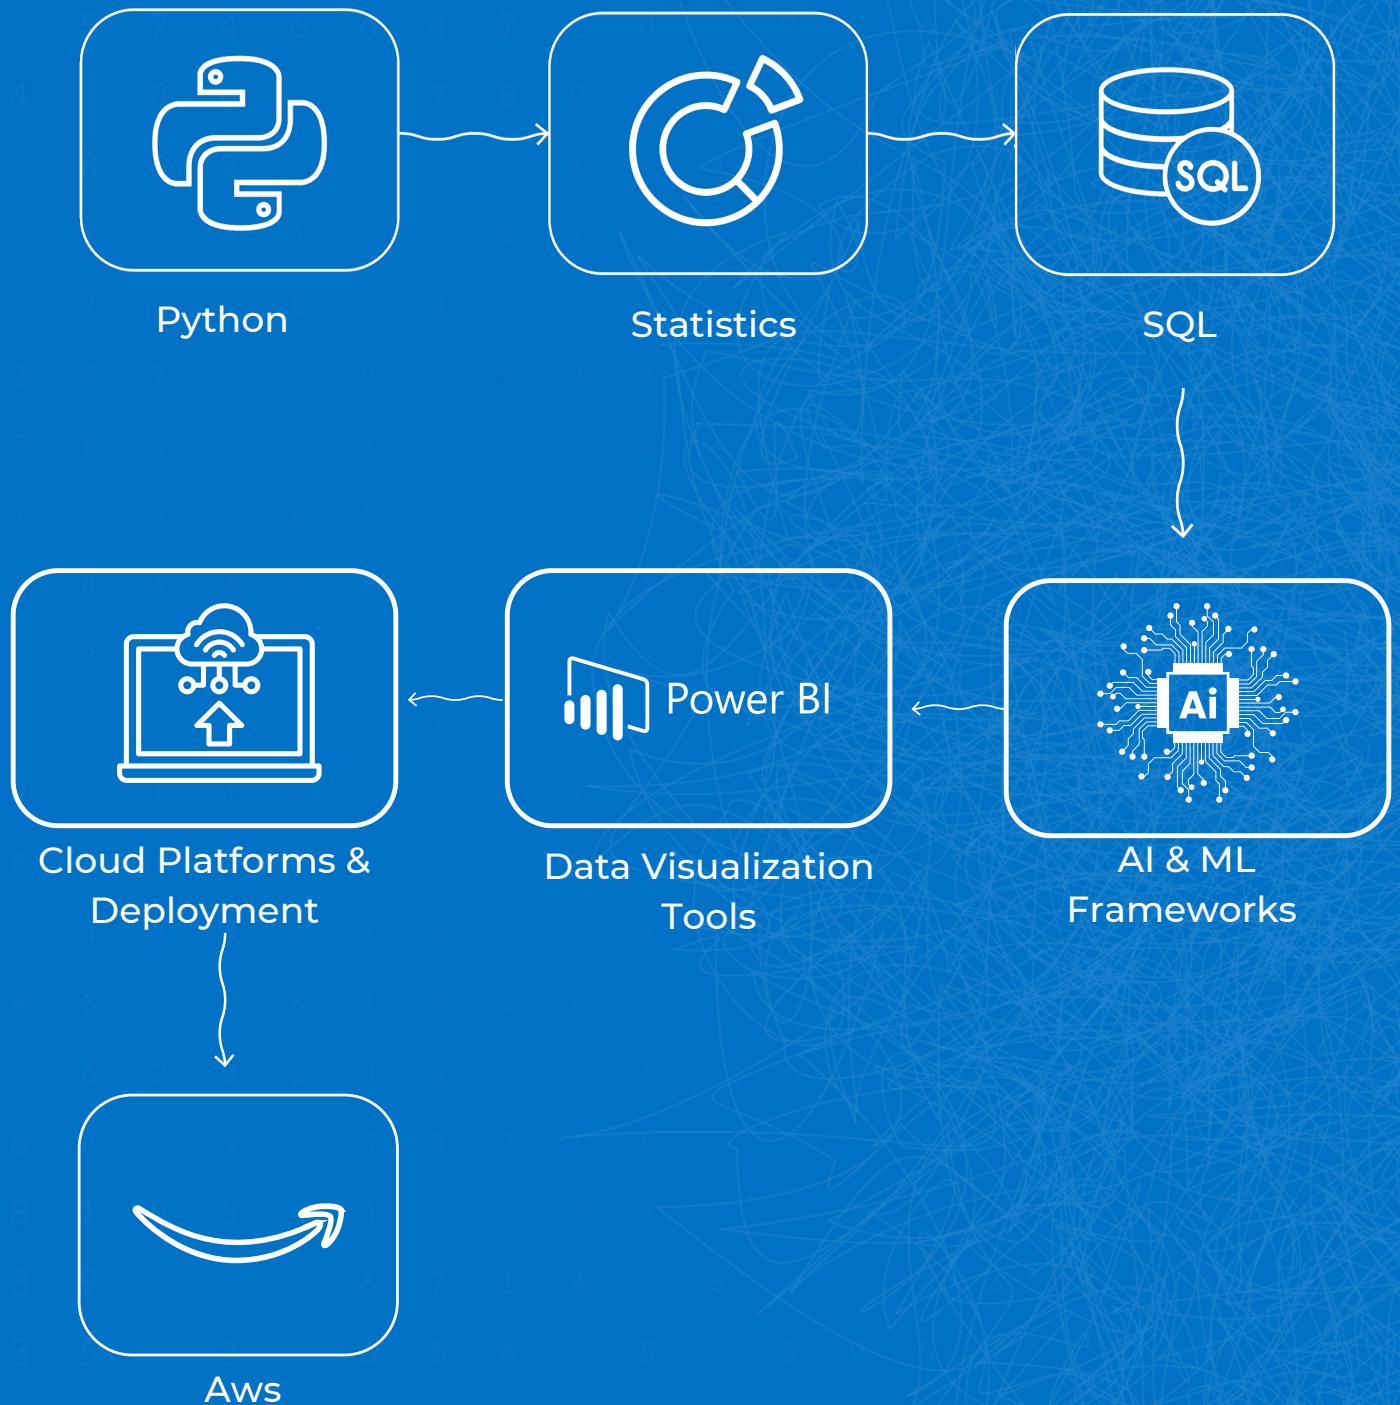 Python
Statistics
SQL
SQL
Power BI
Ai
Cloud Platforms &
Deployment
Data Visualization
Tools
AI & ML
Frameworks
Aws